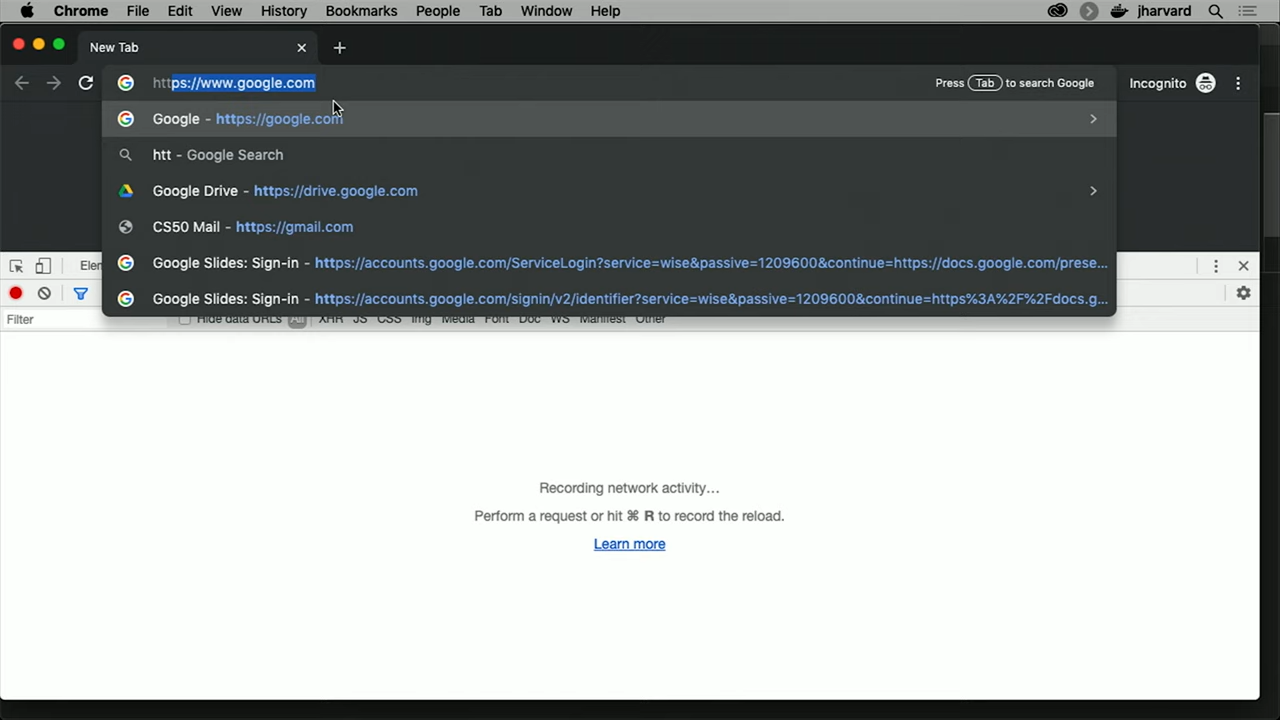 Chrome File Edit View History Bookmarks People Tab Window Help jharvard
New Tab
https://www.google.com Press Tab to search Google Incognito
Google - https://google.com
htt - Google Search
Google Drive - https://drive.google.com
CS50 Mail - https://gmail.com
Google Slides: Sign-in - https://accounts.google.com/ServiceLogin?service=wise&passive=1209600&continue=https://docs.google.com/prese...
Google Slides: Sign-in - https://accounts.google.com/signin/v2/identifier?service=wise&passive=1209600&continue=https%3A%2F%2Fdocs.g...
Filter Hide data URLs All XHR JS CSS Img Media Font Doc WS Manifest Other
Recording network activity…
Perform a request or hit ⌘ R to record the reload.
Learn more